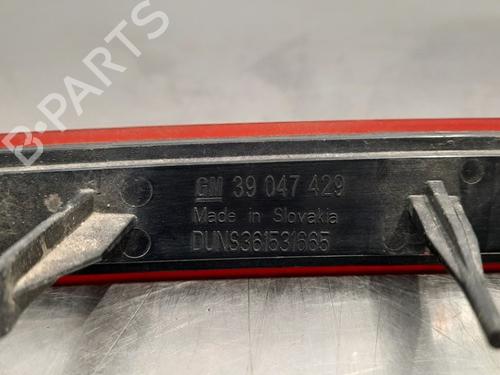 GM 39 047 429
Made in Slovakia
DUNS361531665
B-PARTS